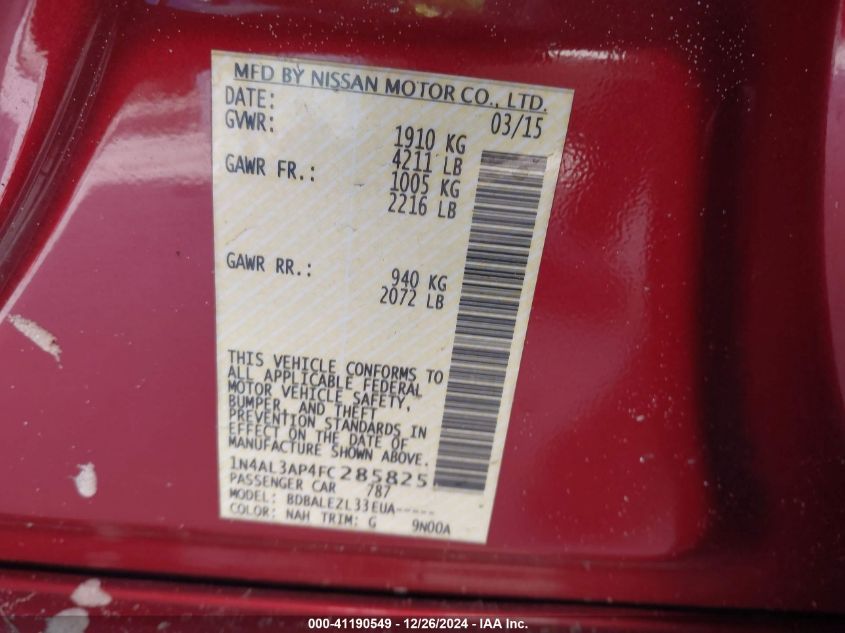 MFD BY NISSAN MOTOR CO., LTD.
DATE: 03/15
GVWR: 1910 KG
4211 LB
GAWR FR.: 1005 KG
2216 LB
GAWR RR.: 940 KG
2072 LB
THIS VEHICLE CONFORMS TO
ALL APPLICABLE FEDERAL
MOTOR VEHICLE SAFETY,
BUMPER, AND THEFT
PREVENTION STANDARDS IN
EFFECT ON THE DATE OF
MANUFACTURE SHOWN ABOVE.
1N4AL3AP4FC285825
PASSENGER CAR 787
MODEL: BDBALEZL33EUA-----
COLOR: NAH TRIM: G 9N00A
000-41190549 - 12/26/2024 - IAA Inc.